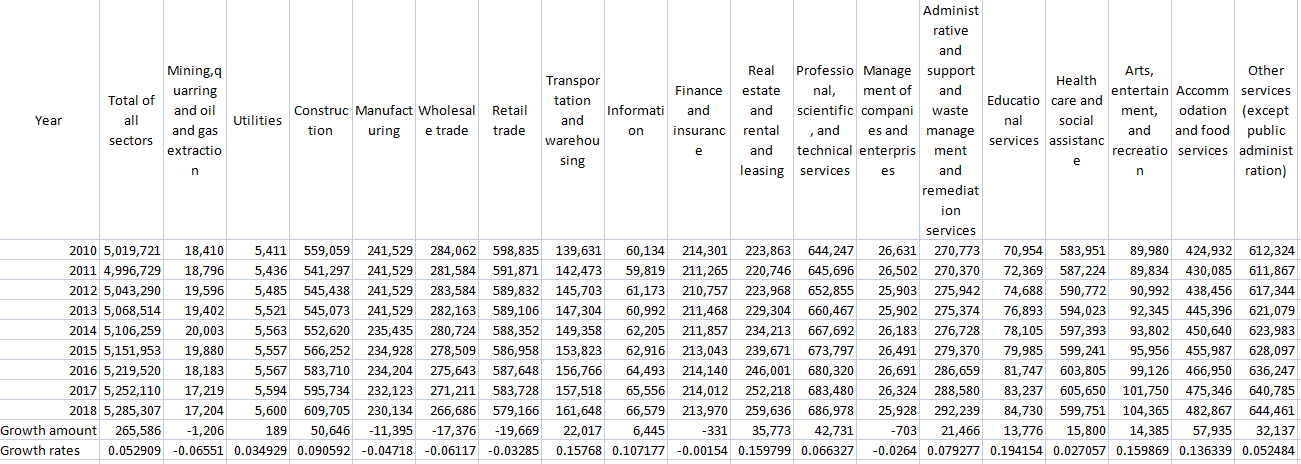 Year Total of all sectors Mining,quarring and oil and gas extraction Utilities Construction Manufacturing Wholesale trade Retail trade Transportation and warehousing Information Finance and insurance Real estate and rental and leasing Professional, scientific, and technical services Management of companies and enterprises Administrative and support and waste management and remediation services Educational services Health care and social assistance Arts, entertainment, and recreation Accommodation and food services Other services (except public administration)
2010 5,019,721 18,410 5,411 559,059 241,529 284,062 598,835 139,631 60,134 214,301 223,863 644,247 26,631 270,773 70,954 583,951 89,980 424,932 612,324
2011 4,996,729 18,796 5,436 541,297 241,529 281,584 591,871 142,473 59,819 211,265 220,746 645,696 26,502 270,370 72,369 587,224 89,834 430,085 611,867
2012 5,043,290 19,596 5,485 545,438 241,529 283,584 589,832 145,703 61,173 210,757 223,968 652,855 25,903 275,942 74,688 590,772 90,992 438,456 617,344
2013 5,068,514 19,402 5,521 545,073 241,529 282,163 589,106 147,304 60,992 211,468 229,304 660,467 25,902 275,374 76,893 594,023 92,345 445,396 621,079
2014 5,106,259 20,003 5,563 552,620 235,435 280,724 588,352 149,358 62,205 211,857 234,213 667,692 26,183 276,728 78,105 597,393 93,802 450,640 623,983
2015 5,151,953 19,880 5,557 566,252 234,928 278,509 586,958 153,823 62,916 213,043 239,671 673,797 26,491 279,370 79,985 599,241 95,956 455,987 628,097
2016 5,219,520 18,183 5,567 583,710 234,204 275,643 587,648 156,766 64,493 214,140 246,001 680,320 26,691 286,659 81,747 603,805 99,126 466,950 636,247
2017 5,252,110 17,219 5,594 595,734 232,123 271,211 583,728 157,518 65,556 214,012 252,218 683,480 26,324 288,580 83,237 605,650 101,750 475,346 640,785
2018 5,285,307 17,204 5,600 609,705 230,134 266,686 579,166 161,648 66,579 213,970 259,636 686,978 25,928 292,239 84,730 599,751 104,365 482,867 644,461
Growth amount 265,586 -1,206 189 50,646 -11,395 -17,376 -19,669 22,017 6,445 -331 35,773 42,731 -703 21,466 13,776 15,800 14,385 57,935 32,137
Growth rates 0.052909 -0.06551 0.034929 0.090592 -0.04718 -0.06117 -0.03285 0.15768 0.107177 -0.00154 0.159799 0.066327 -0.0264 0.079277 0.194154 0.027057 0.159869 0.136339 0.052484